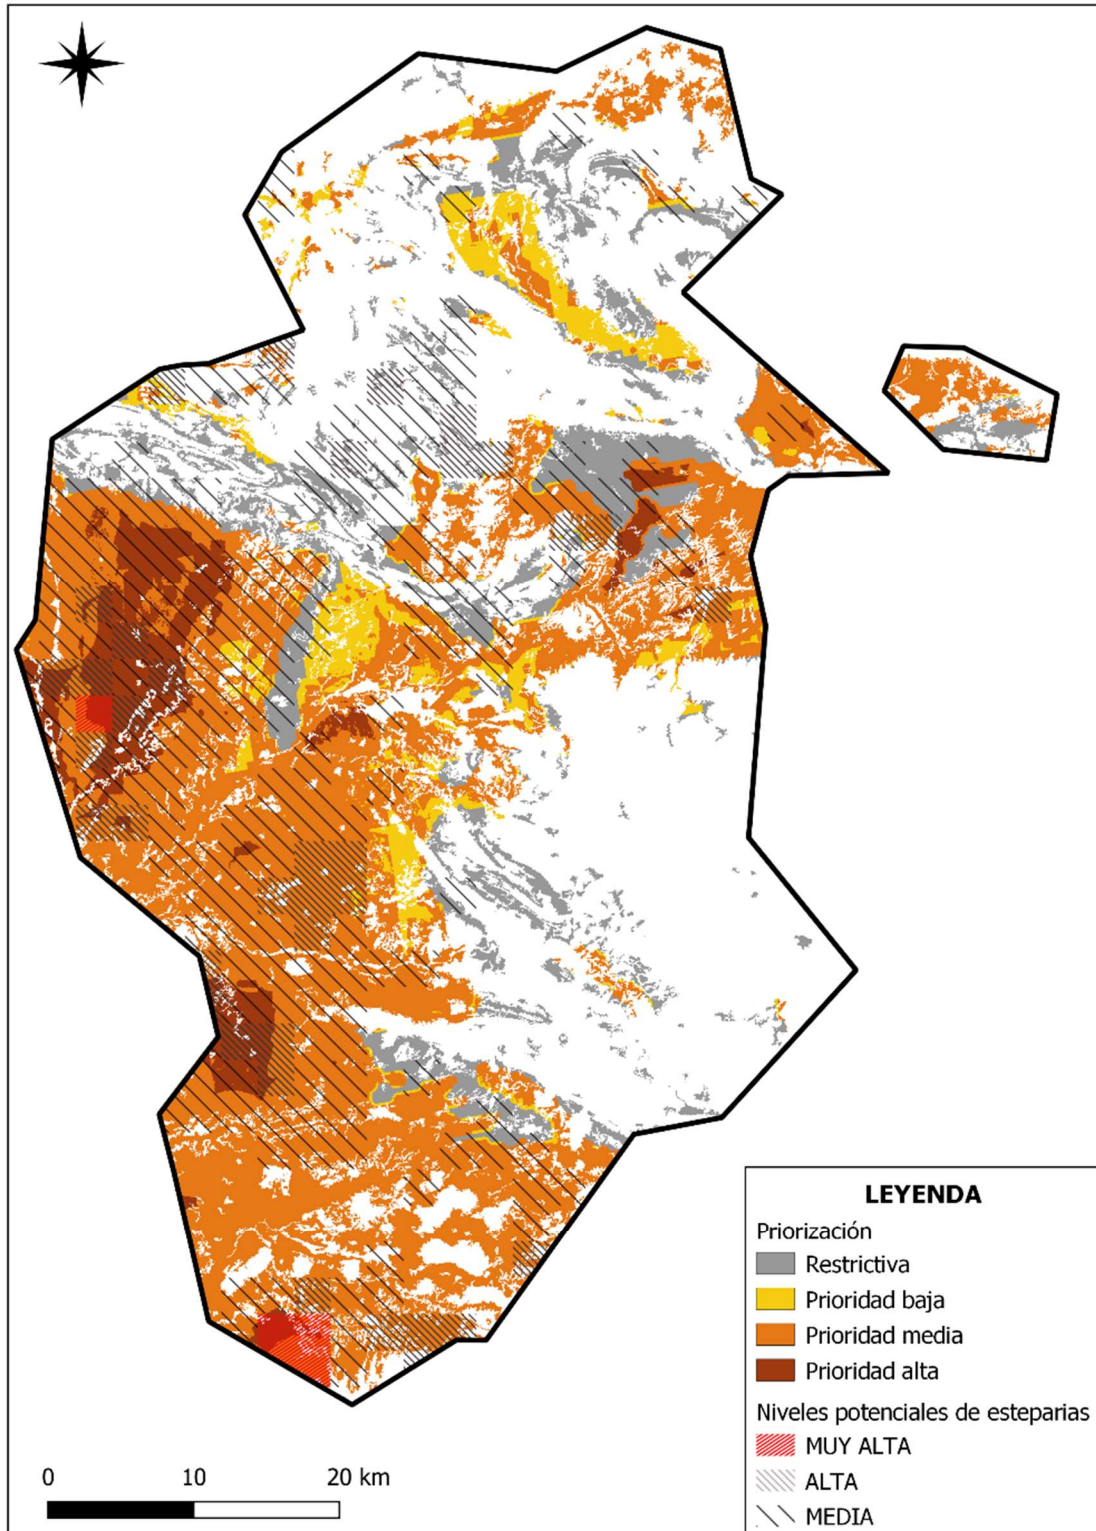 LEYENDA
Priorización
Restrictiva
Prioridad baja
Prioridad media
Prioridad alta
Niveles potenciales de esteparias
MUY ALTA
ALTA
MEDIA
0 10 20 km